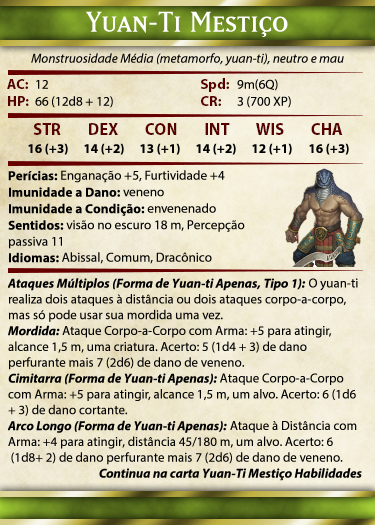 Yuan-Ti Mestiço
Monstruosidade Média (metamorfo, yuan-ti), neutro e mau
AC: 12 Spd: 9m(6Q)
HP: 66 (12d8 + 12) CR: 3 (700 XP)
STR DEX CON INT WIS CHA
16 (+3) 14 (+2) 13 (+1) 14 (+2) 12 (+1) 16 (+3)
Perícias: Enganação +5, Furtividade +4
Imunidade a Dano: veneno
Imunidade a Condição: envenenado
Sentidos: visão no escuro 18 m, Percepção
passiva 11
Idiomas: Abissal, Comum, Dracônico
Ataques Múltiplos (Forma de Yuan-ti Apenas, Tipo 1): O yuan-ti
realiza dois ataques à distância ou dois ataques corpo-a-corpo,
mas só pode usar sua mordida uma vez.
Mordida: Ataque Corpo-a-Corpo com Arma: +5 para atingir,
alcance 1,5 m, uma criatura. Acerto: 5 (1d4 + 3) de dano
perfurante mais 7 (2d6) de dano de veneno.
Cimitarra (Forma de Yuan-ti Apenas): Ataque Corpo-a-Corpo
com Arma: +5 para atingir, alcance 1,5 m, um alvo. Acerto: 6 (1d6
+ 3) de dano cortante.
Arco Longo (Forma de Yuan-ti Apenas): Ataque à Distância com
Arma: +4 para atingir, distância 45/180 m, um alvo. Acerto: 6
(1d8+ 2) de dano perfurante mais 7 (2d6) de dano de veneno.
Continua na carta Yuan-Ti Mestiço Habilidades